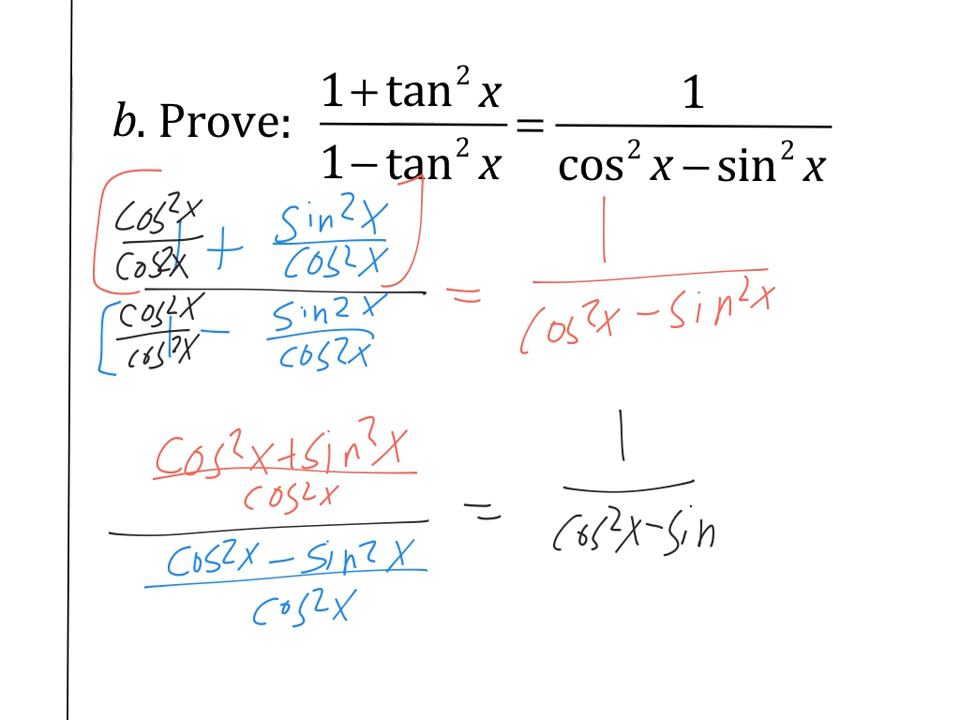 b. Prove: (1 + tan² x)/(1 − tan² x) = 1/(cos² x − sin² x)
(cos²x/cos²x + sin²x/cos²x)/(cos²x/cos²x − sin²x/cos²x) = 1/(cos²x − sin²x)
((cos²x + sin²x)/cos²x)/((cos²x − sin²x)/cos²x) = 1/(cos²x − sin